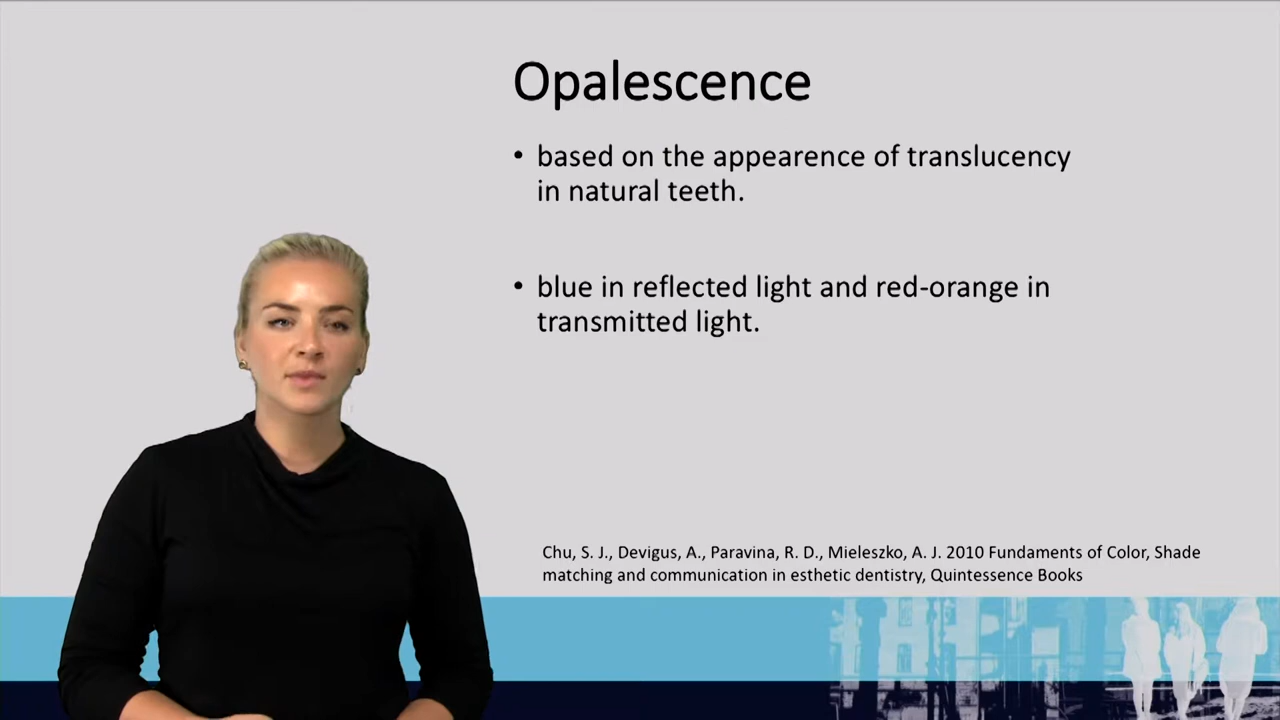 Opalescence
• based on the appearence of translucency
in natural teeth.
• blue in reflected light and red-orange in
transmitted light.
Chu, S. J., Devigus, A., Paravina, R. D., Mieleszko, A. J. 2010 Fundaments of Color, Shade
matching and communication in esthetic dentistry, Quintessence Books